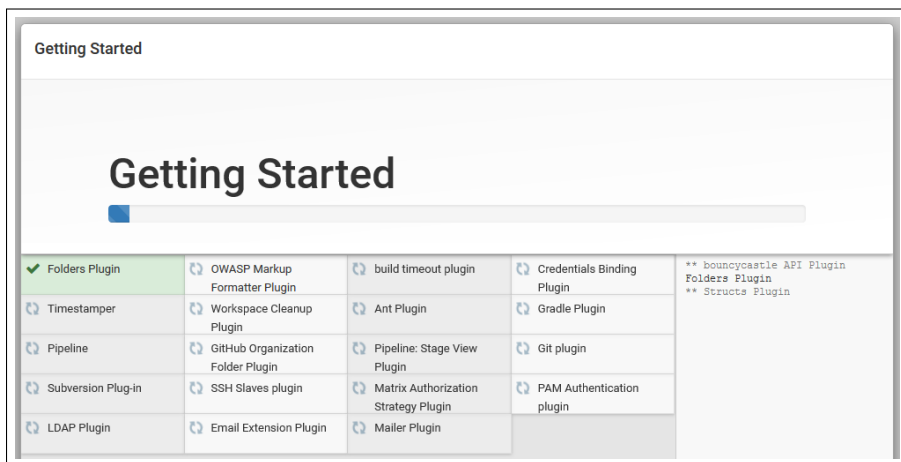 Getting Started
Getting Started
Folders Plugin
OWASP Markup
Formatter Plugin
build timeout plugin
Credentials Binding
Plugin
Timestamper
Workspace Cleanup
Plugin
Ant Plugin
Gradle Plugin
Pipeline
GitHub Organization
Folder Plugin
Pipeline: Stage View
Plugin
Git plugin
Subversion Plug-in
SSH Slaves plugin
Matrix Authorization
Strategy Plugin
PAM Authentication
plugin
LDAP Plugin
Email Extension Plugin
Mailer Plugin
** bouncycastle API Plugin
Folders Plugin
** Structs Plugin